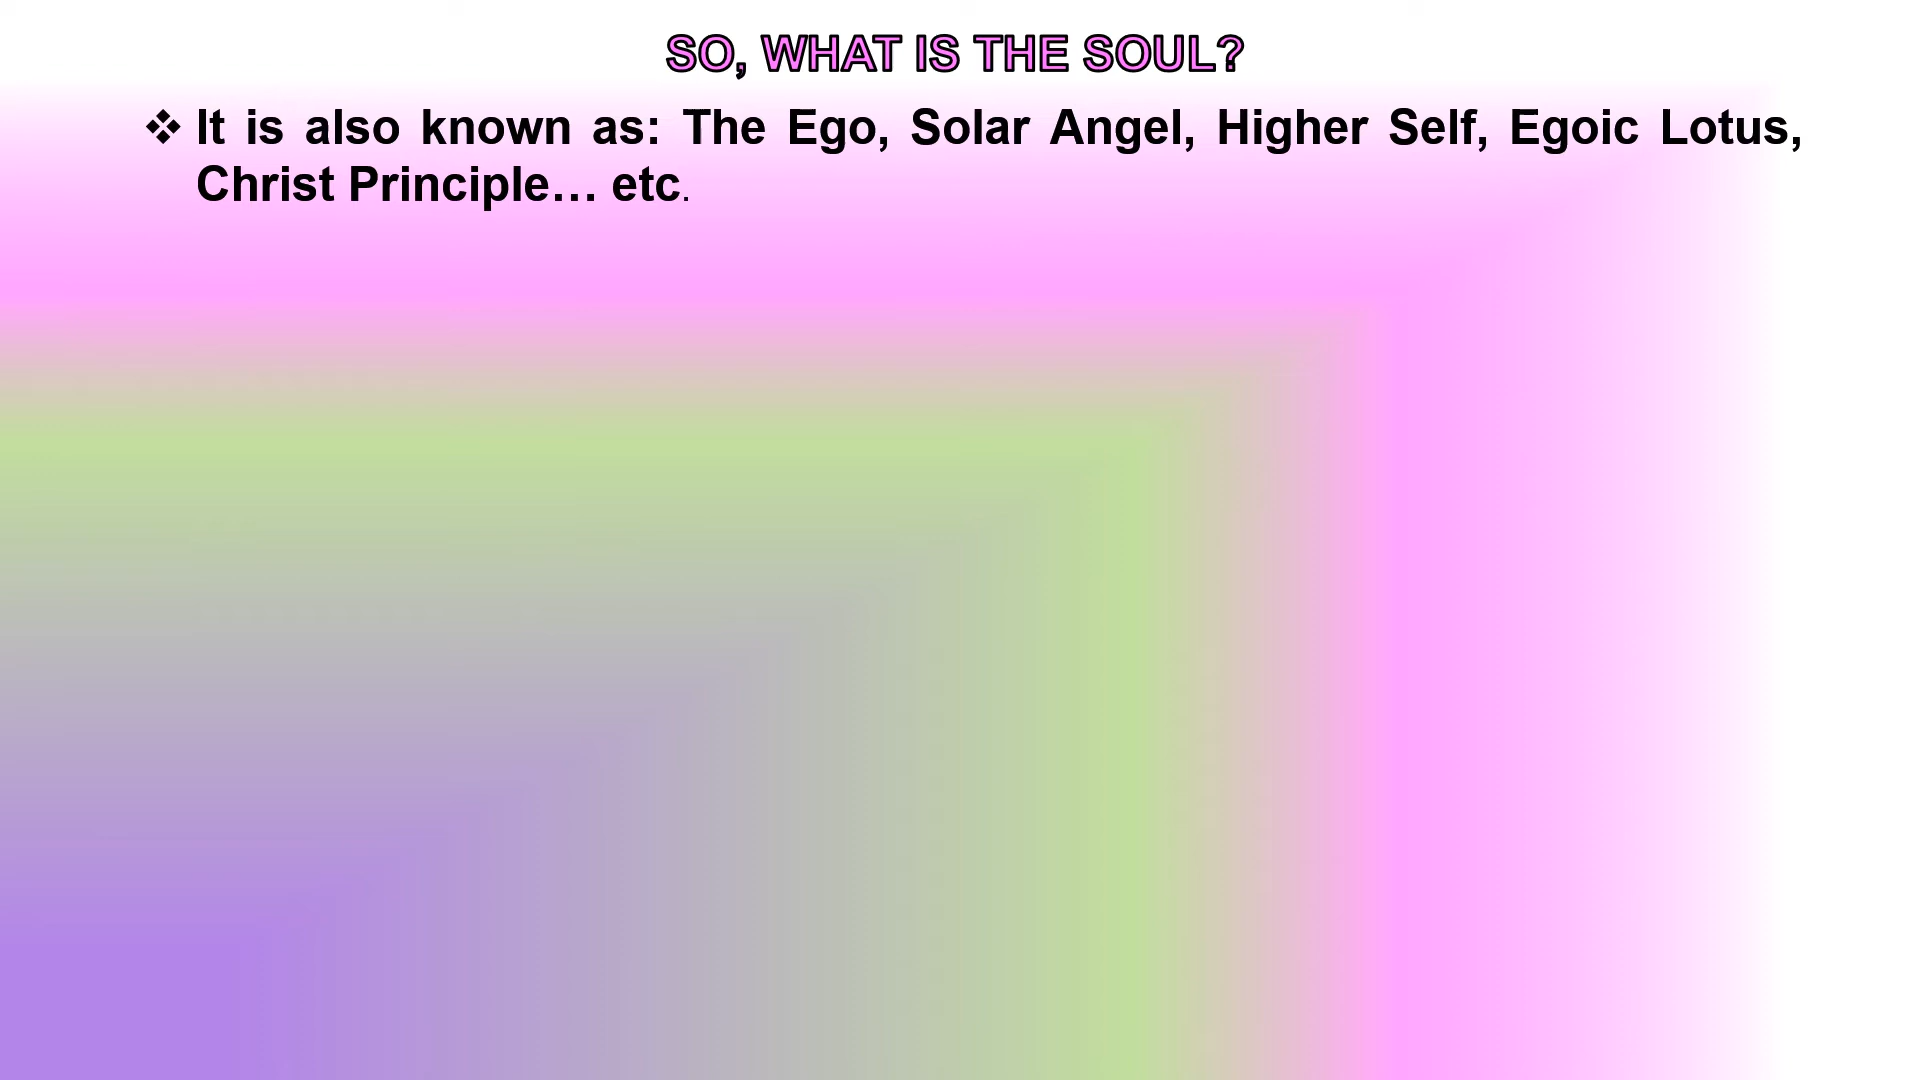 SO, WHAT IS THE SOUL?
❖ It is also known as: The Ego, Solar Angel, Higher Self, Egoic Lotus,
Christ Principle… etc.